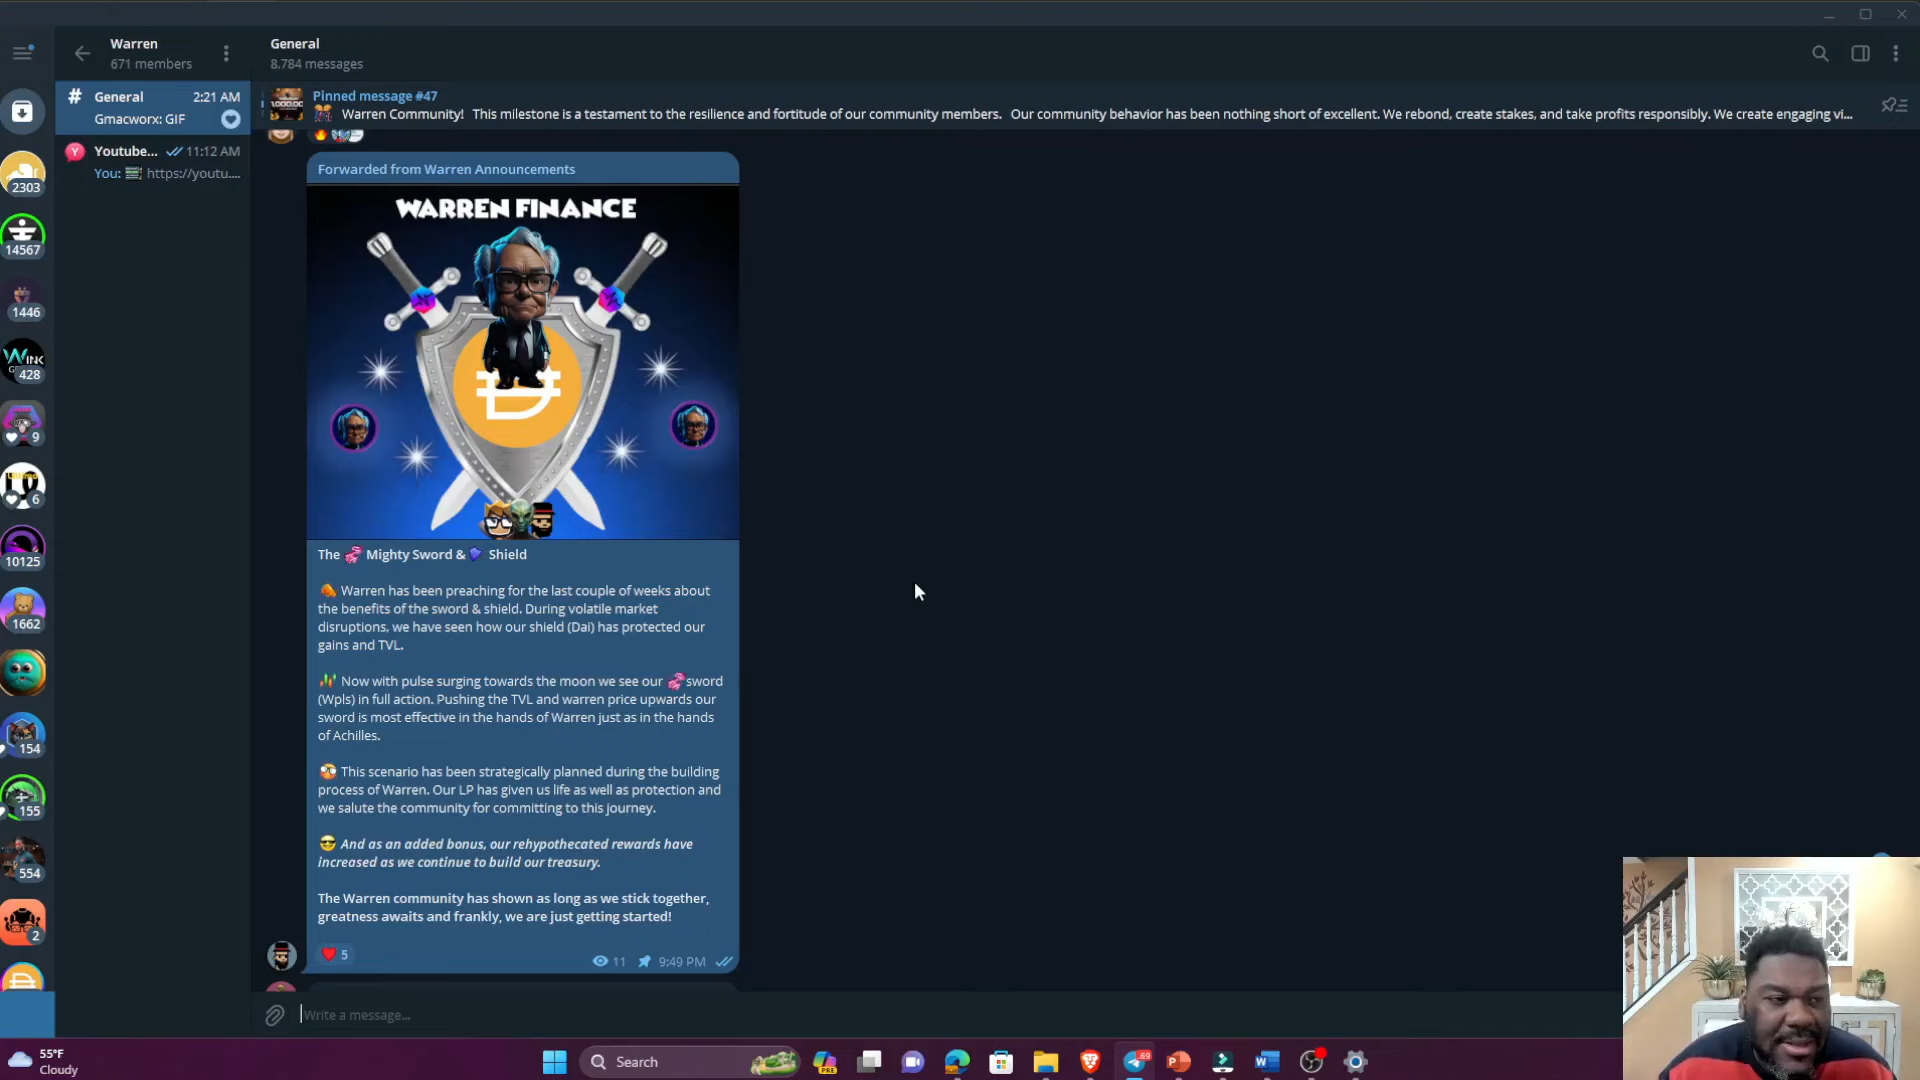 Warren
671 members
General
8,784 messages
General 2:21 AM
Gmacworx: GIF
Youtube... 11:12 AM
You: https://youtu....
Pinned message #47
Warren Community! This milestone is a testament to the resilience and fortitude of our community members. Our community behavior has been nothing short of excellent. We rebond, create stakes, and take profits responsibly. We create engaging vi...
2303
14567
1446
WINK
428
9
6
10125
1662
154
155
554
2
Forwarded from Warren Announcements
WARREN FINANCE
The Mighty Sword & Shield
Warren has been preaching for the last couple of weeks about
the benefits of the sword & shield. During volatile market
disruptions, we have seen how our shield (Dai) has protected our
gains and TVL.
Now with pulse surging towards the moon we see our sword
(Wpls) in full action. Pushing the TVL and warren price upwards our
sword is most effective in the hands of Warren just as in the hands
of Achilles.
This scenario has been strategically planned during the building
process of Warren. Our LP has given us life as well as protection and
we salute the community for committing to this journey.
And as an added bonus, our rehypothecated rewards have
increased as we continue to build our treasury.
The Warren community has shown as long as we stick together,
greatness awaits and frankly, we are just getting started!
5
11 9:49 PM
Write a message...
55°F
Cloudy
Search
PRE
69